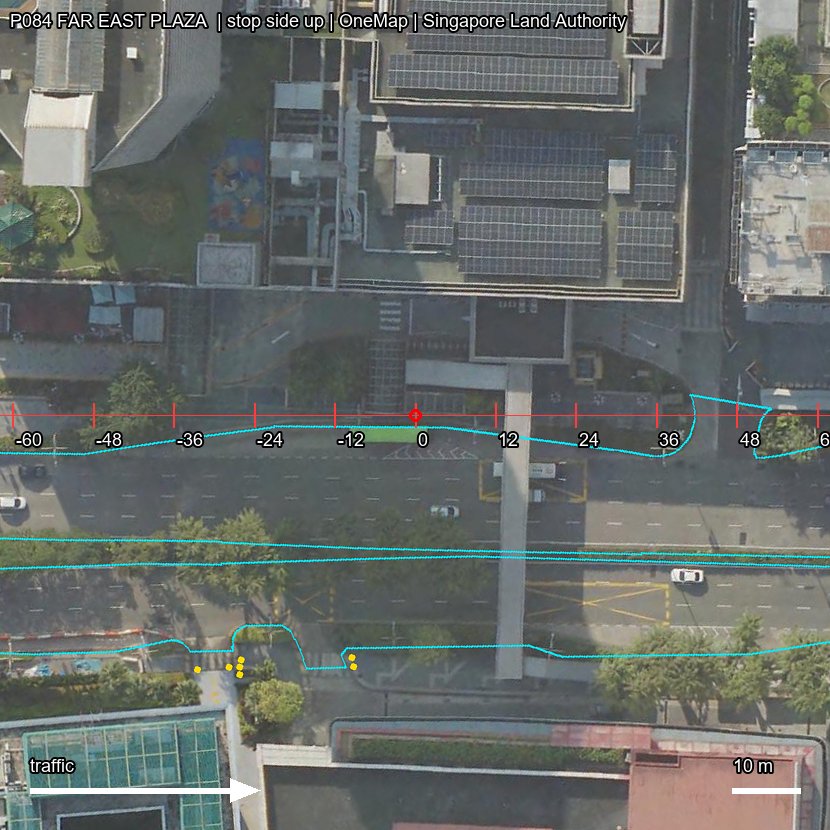 P084 FAR EAST PLAZA | stop side up | OneMap | Singapore Land Authority
-60 -48 -36 -24 -12 0 12 24 36 48 6
traffic
10 m